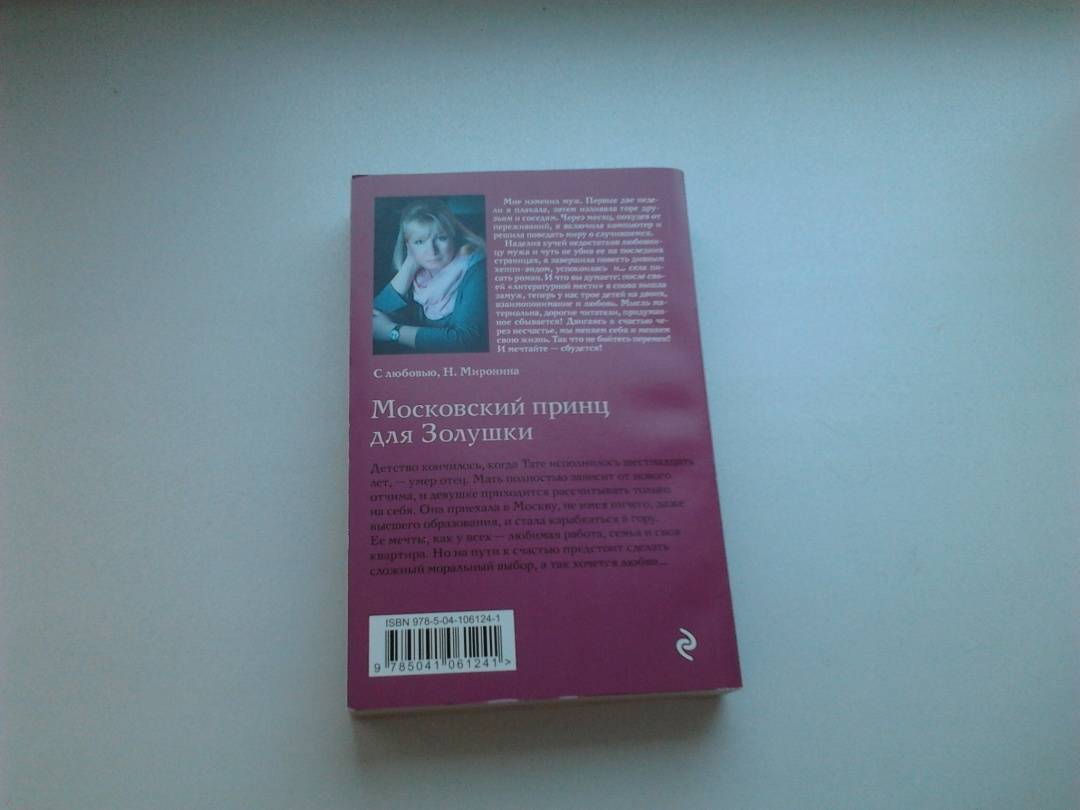 Мне изменил муж. Первые две неде-
ли я плакала, затем изливала горе дру-
зьям и соседям. Через месяц, похудев от
переживаний, я включила компьютер и
решила поведать миру о случившемся.
Наделив кучей недостатков любовни-
цу мужа и чуть не убив ее на последних
страницах, я завершила повесть дивным
хеппи-эндом, успокоилась и... села пи-
сать роман. И что вы думаете: после сво-
ей «литературной мести» я снова вышла
замуж, теперь у нас трое детей на двоих,
взаимопонимание и любовь. Мысль ма-
териальна, дорогие читатели, придуман-
ное сбывается! Двигаясь к счастью че-
рез несчастье, мы меняем себя и меняем
свою жизнь. Так что не бойтесь перемен!
И мечтайте — сбудется!
С любовью, Н. Миронина
Московский принц
для Золушки
Детство кончилось, когда Тате исполнилось шестнадцать
лет, — умер отец. Мать полностью зависит от нового
отчима, и девушке приходится рассчитывать только
на себя. Она приехала в Москву, не имея ничего, даже
высшего образования, и стала карабкаться в гору.
Ее мечты, как у всех — любимая работа, семья и своя
квартира. Но на пути к счастью предстоит сделать
сложный моральный выбор, а так хочется любви...
ISBN 978-5-04-106124-1
9 785041 061241 >